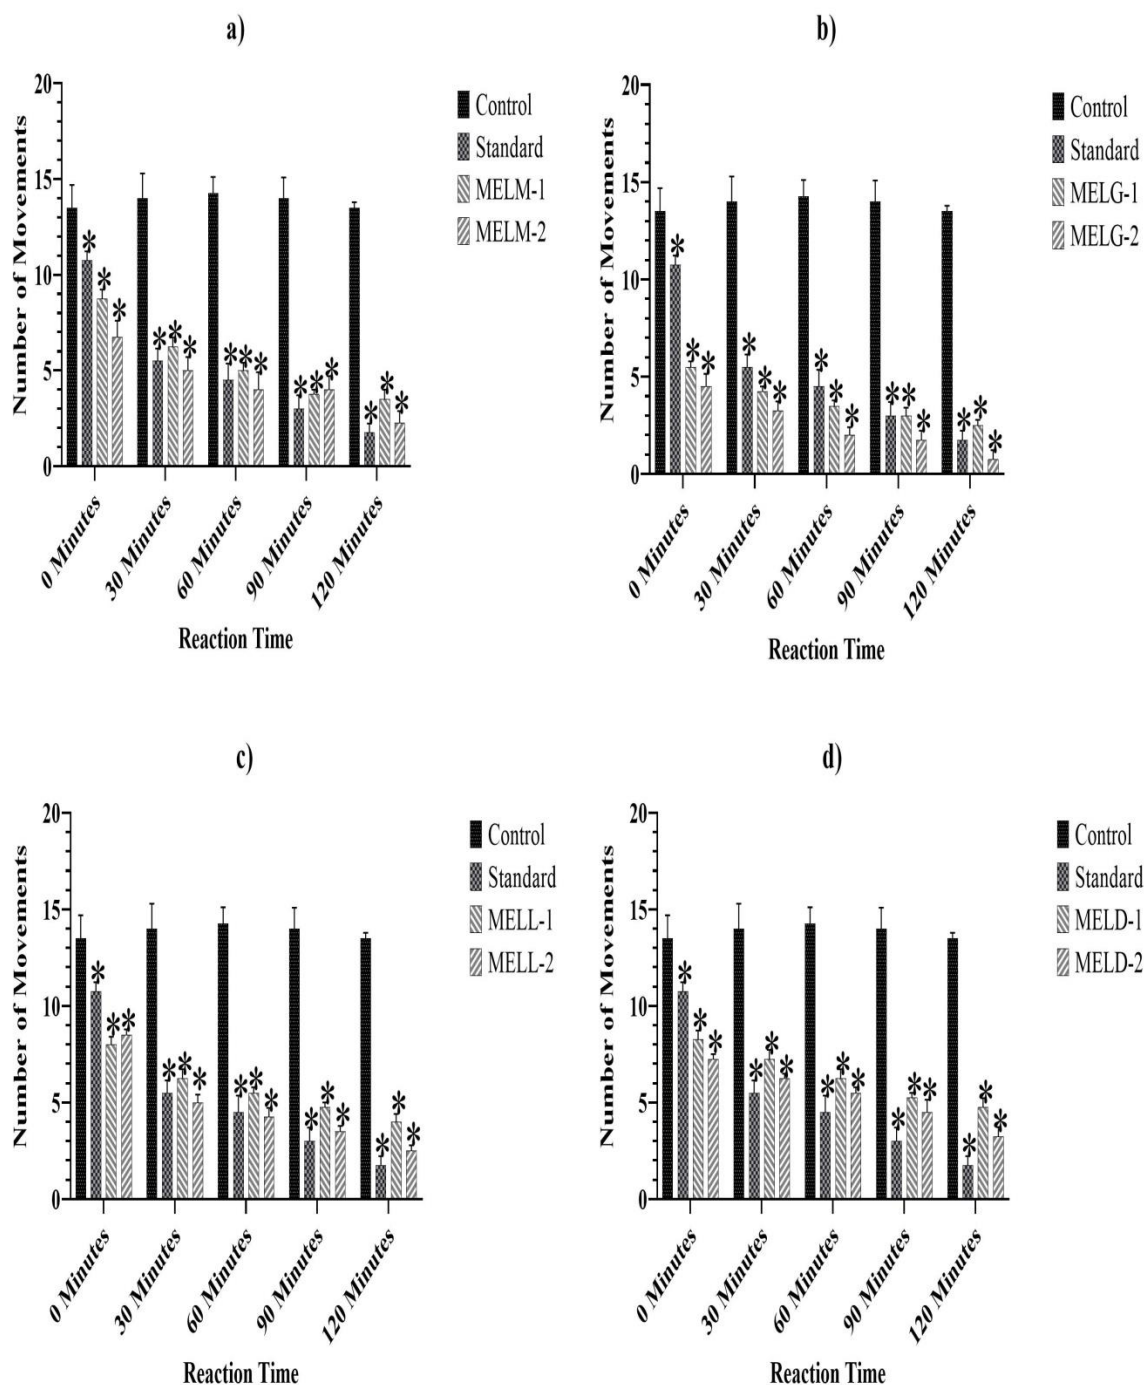 a)
Number of Movements
20
15
10
5
0
* * *
* * *
* * *
* * *
* * *
0 Minutes
30 Minutes
60 Minutes
90 Minutes
120 Minutes
Reaction Time
Control
Standard
MELM-1
MELM-2
b)
Number of Movements
20
15
10
5
0
* * *
* * *
* * *
* * *
* * *
0 Minutes
30 Minutes
60 Minutes
90 Minutes
120 Minutes
Reaction Time
Control
Standard
MELG-1
MELG-2
c)
Number of Movements
20
15
10
5
0
* * *
* * *
* * *
* * *
* * *
0 Minutes
30 Minutes
60 Minutes
90 Minutes
120 Minutes
Reaction Time
Control
Standard
MELL-1
MELL-2
d)
Number of Movements
20
15
10
5
0
* * *
* * *
* * *
* * *
* * *
0 Minutes
30 Minutes
60 Minutes
90 Minutes
120 Minutes
Reaction Time
Control
Standard
MELD-1
MELD-2